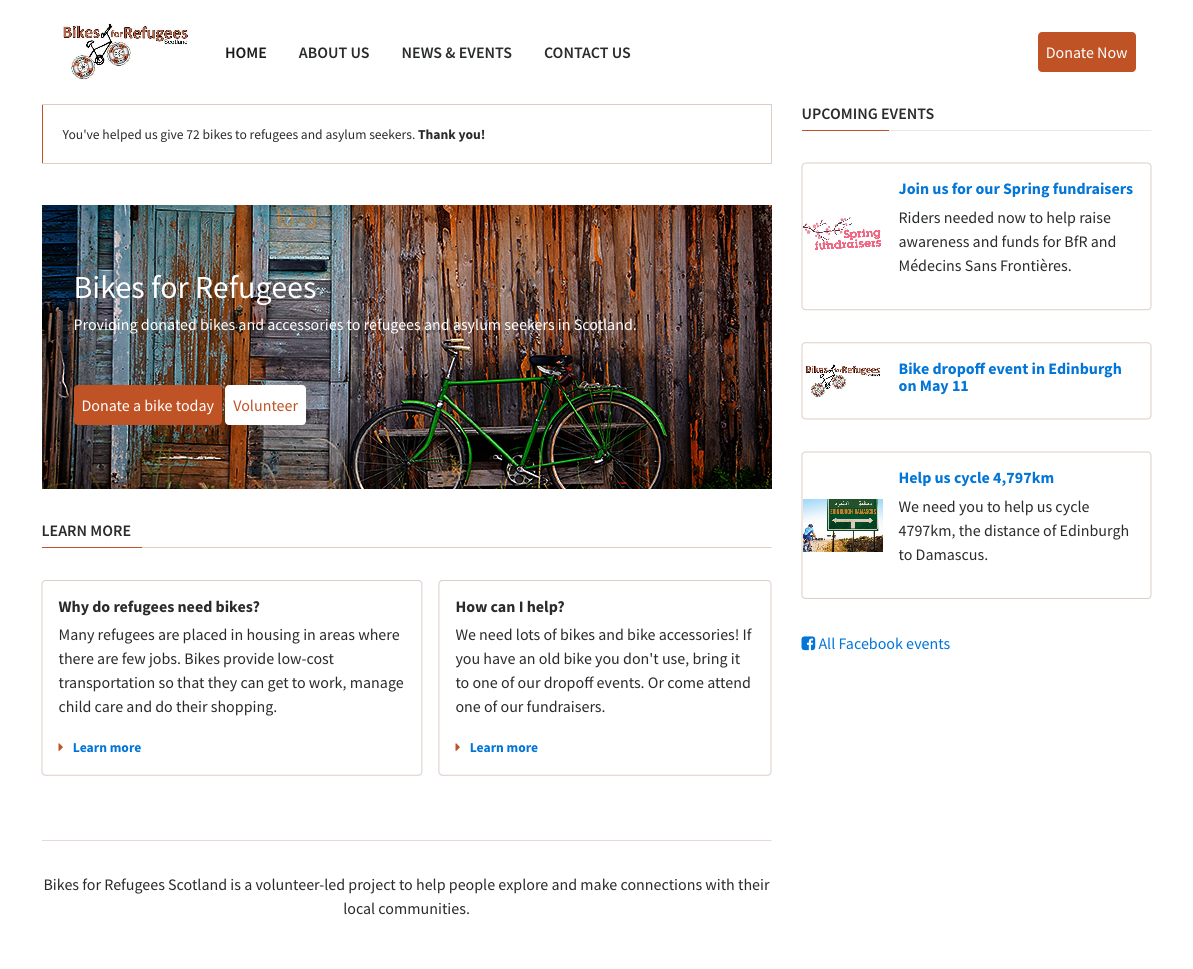 Bikes for Refugees
Scotland
HOME
ABOUT US
NEWS & EVENTS
CONTACT US
Donate Now
You've helped us give 72 bikes to refugees and asylum seekers. Thank you!
Bikes for Refugees
Providing donated bikes and accessories to refugees and asylum seekers in Scotland.
Donate a bike today
Volunteer
LEARN MORE
Why do refugees need bikes?
Many refugees are placed in housing in areas where
there are few jobs. Bikes provide low-cost
transportation so that they can get to work, manage
child care and do their shopping.
Learn more
How can I help?
We need lots of bikes and bike accessories! If
you have an old bike you don't use, bring it
to one of our dropoff events. Or come attend
one of our fundraisers.
Learn more
Bikes for Refugees Scotland is a volunteer-led project to help people explore and make connections with their
local communities.
UPCOMING EVENTS
Spring
fundraisers
Join us for our Spring fundraisers
Riders needed now to help raise
awareness and funds for BfR and
Médecins Sans Frontières.
Bikes for Refugees
Bike dropoff event in Edinburgh
on May 11
EDINBURGH DAMASCUS
Help us cycle 4,797km
We need you to help us cycle
4797km, the distance of Edinburgh
to Damascus.
All Facebook events